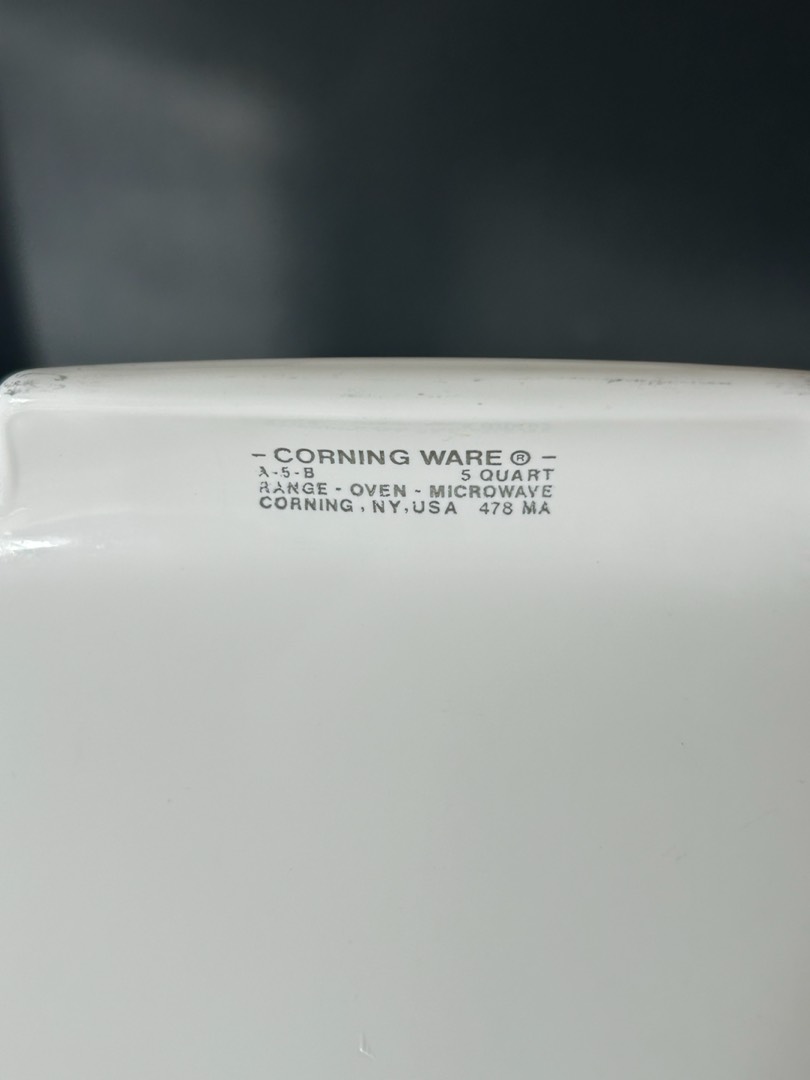 - CORNING WARE ® -
A-5-B 5 QUART
RANGE - OVEN - MICROWAVE
CORNING, NY, USA 478 MA